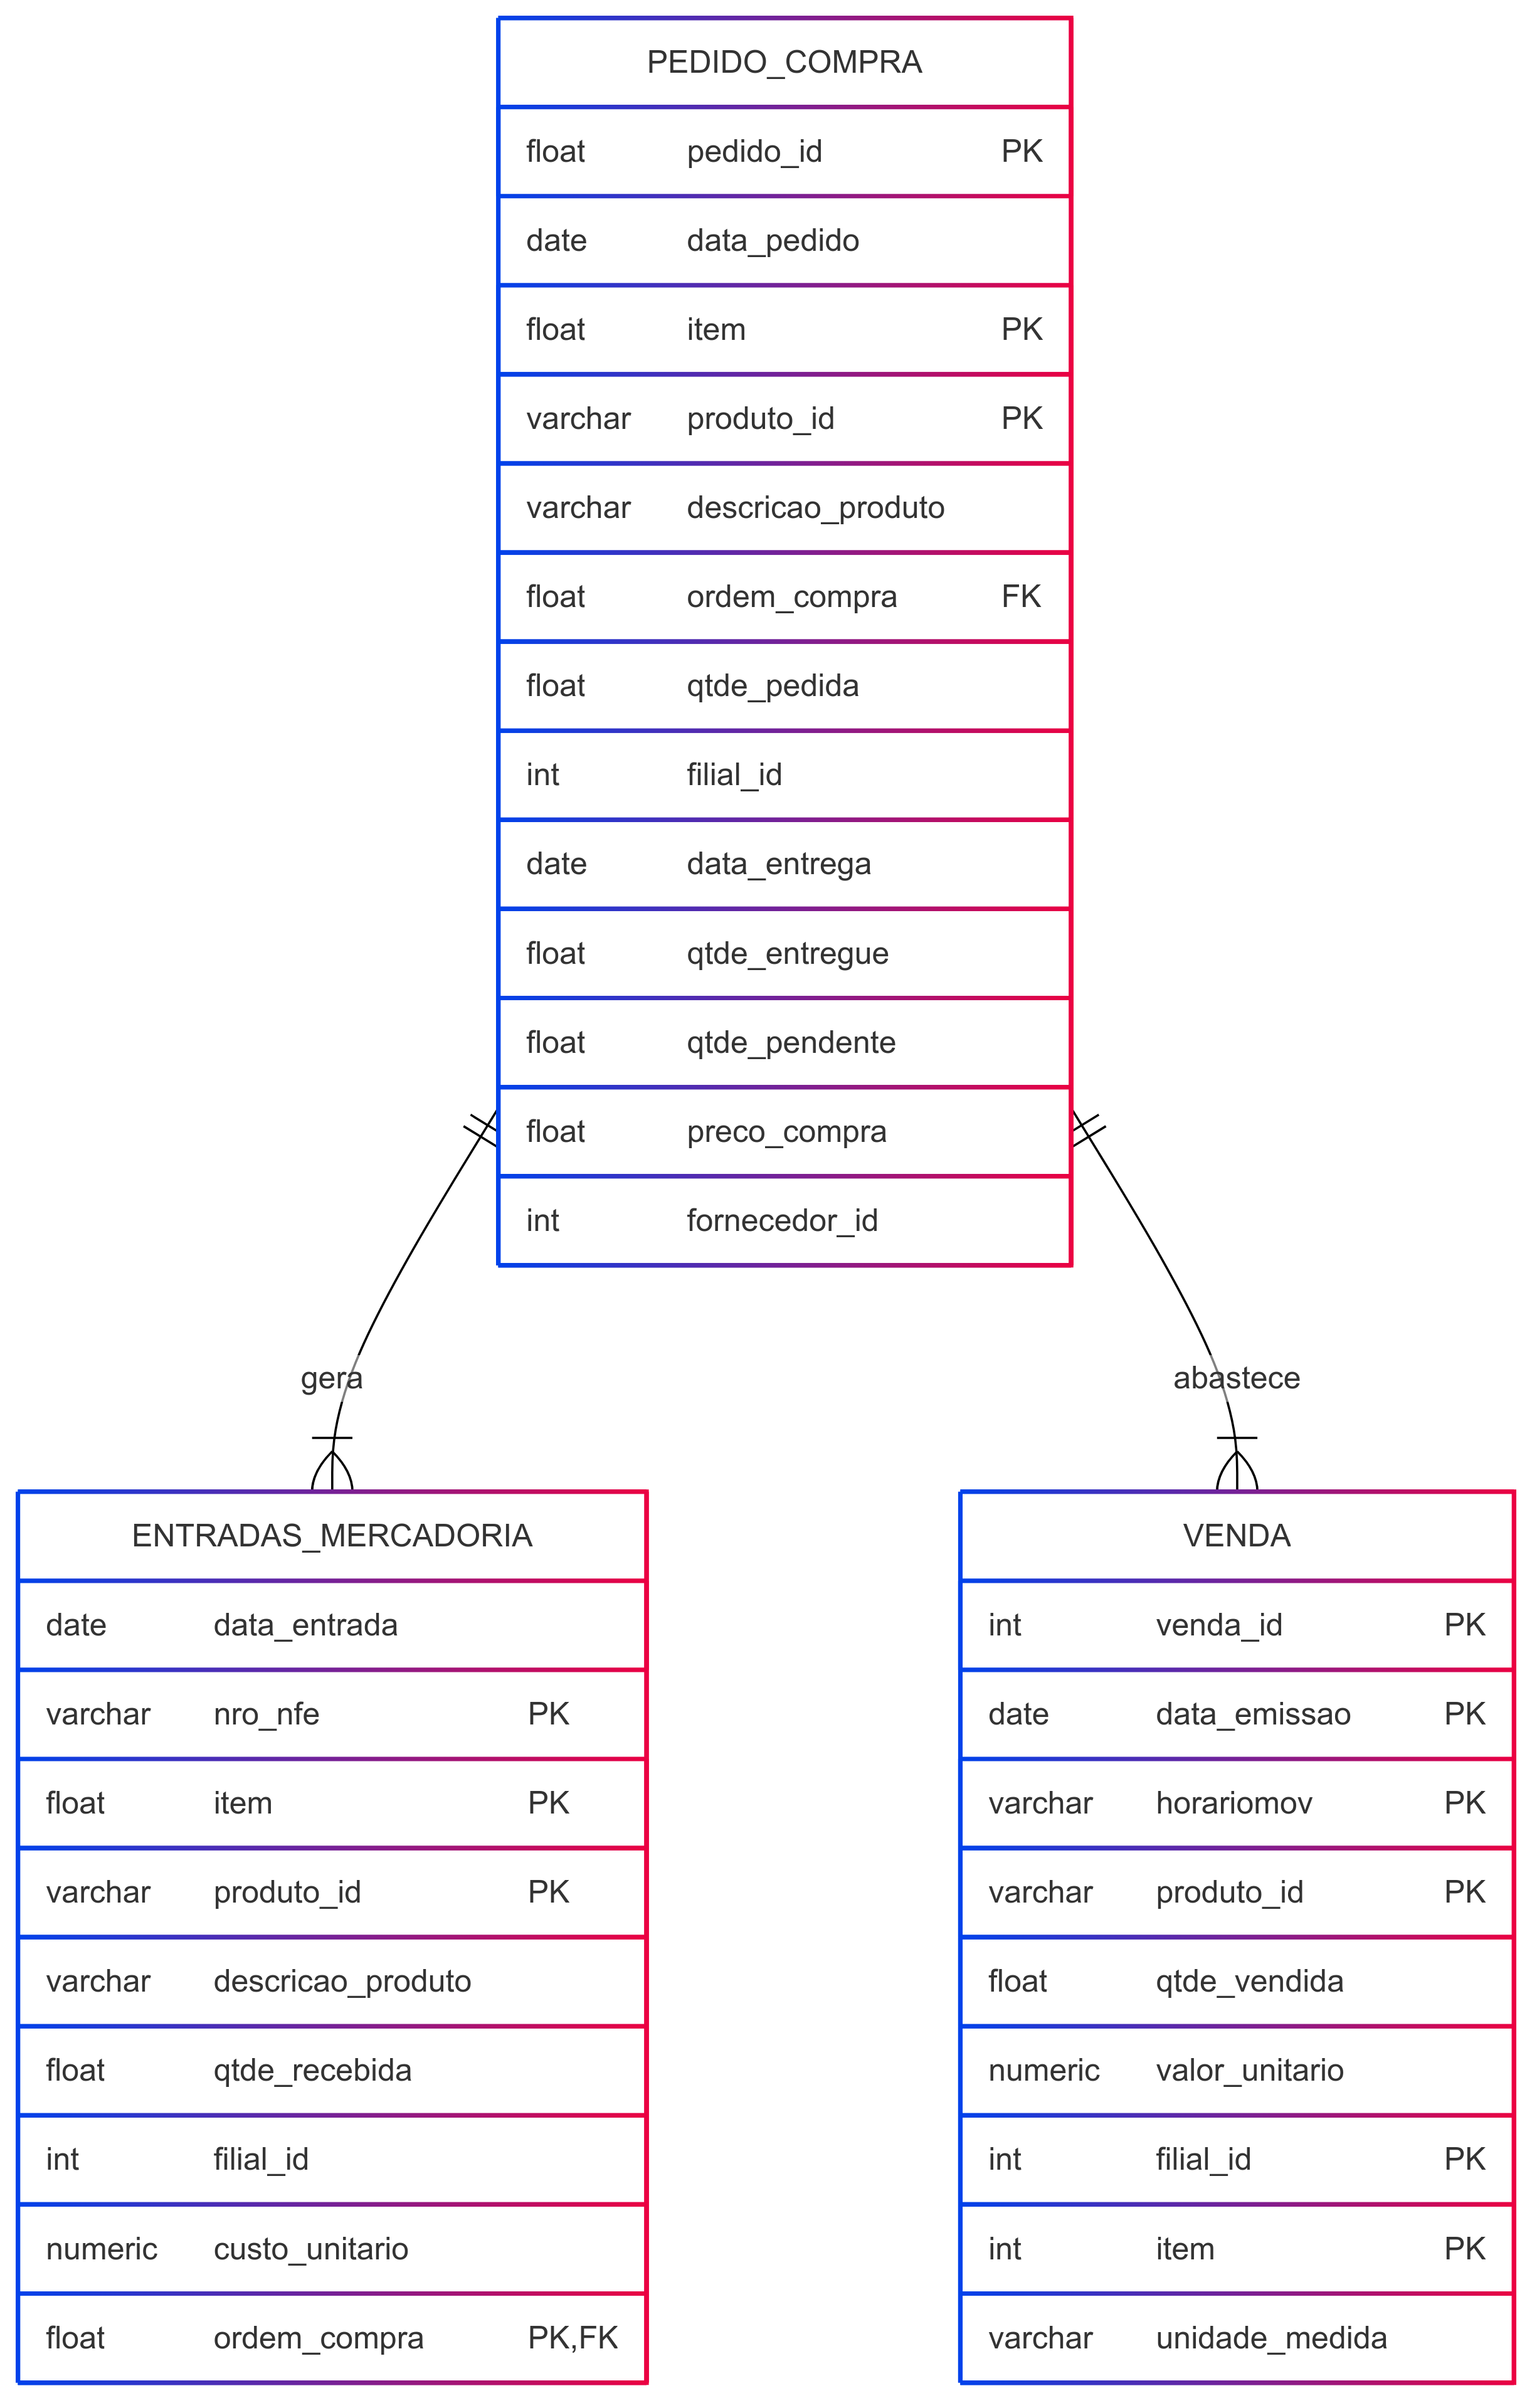 PEDIDO_COMPRA
float pedido_id PK
date data_pedido
float item PK
varchar produto_id PK
varchar descricao_produto
float ordem_compra FK
float qtde_pedida
int filial_id
date data_entrega
float qtde_entregue
float qtde_pendente
float preco_compra
int fornecedor_id
gera
abastece
ENTRADAS_MERCADORIA
date data_entrada
varchar nro_nfe PK
float item PK
varchar produto_id PK
varchar descricao_produto
float qtde_recebida
int filial_id
numeric custo_unitario
float ordem_compra PK,FK
VENDA
int venda_id PK
date data_emissao PK
varchar horariomov PK
varchar produto_id PK
float qtde_vendida
numeric valor_unitario
int filial_id PK
int item PK
varchar unidade_medida